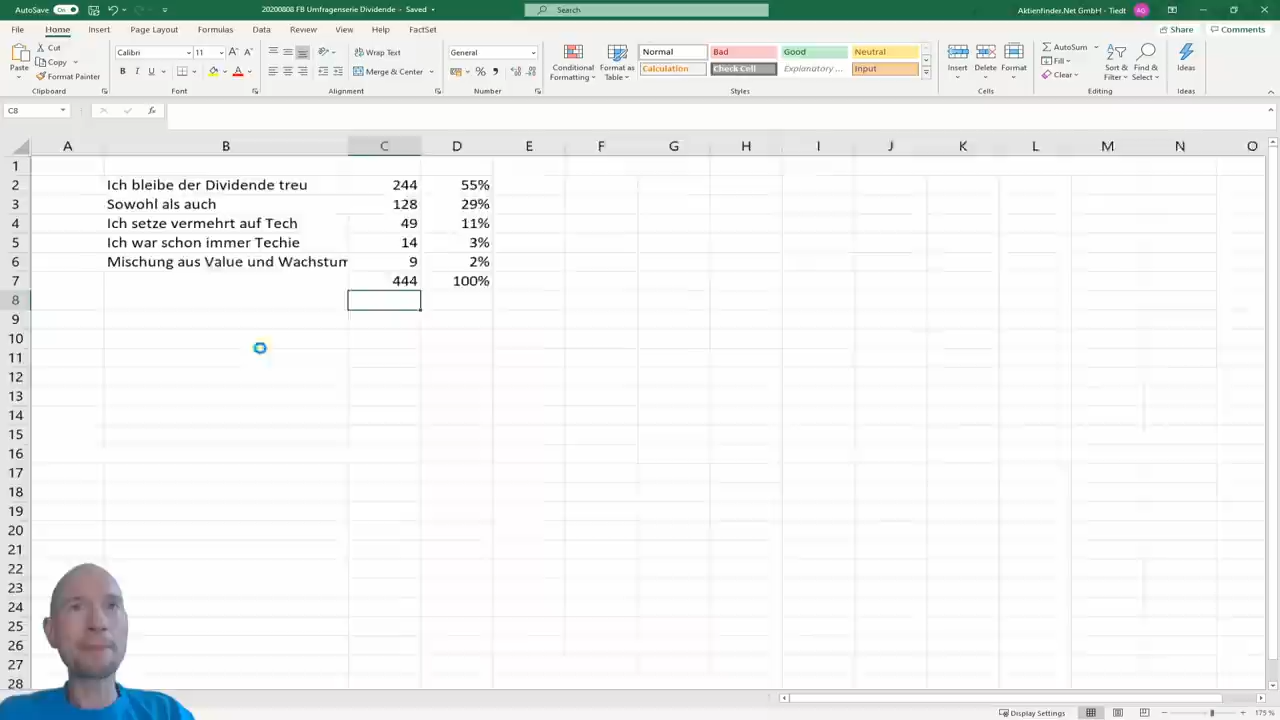 AutoSave On 20200808 FB Umfragenserie Dividende - Saved Search Aktienfinder.Net GmbH - Tiedt
File Home Insert Page Layout Formulas Data Review View Help FactSet Share Comments
Paste Cut Copy Format Painter Clipboard
Calibri 11 B I U Font
Wrap Text Merge & Center Alignment
General % Number
Conditional Formatting Format as Table Normal Bad Good Neutral Calculation Check Cell Explanatory ... Input Styles
Insert Delete Format Cells
AutoSum Fill Clear Sort & Filter Find & Select Editing
Ideas Ideas
C8 fx
A B C D E F G H I J K L M N O
1
2 Ich bleibe der Dividende treu 244 55%
3 Sowohl als auch 128 29%
4 Ich setze vermehrt auf Tech 49 11%
5 Ich war schon immer Techie 14 3%
6 Mischung aus Value und Wachstum 9 2%
7 444 100%
8
9
10
11
12
13
14
15
16
17
18
19
20
21
22
23
24
25
26
27
28
Display Settings 175 %